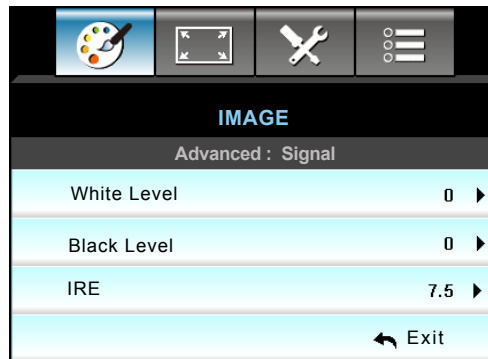 IMAGE
Advanced : Signal
White Level 0
Black Level 0
IRE 7.5
Exit